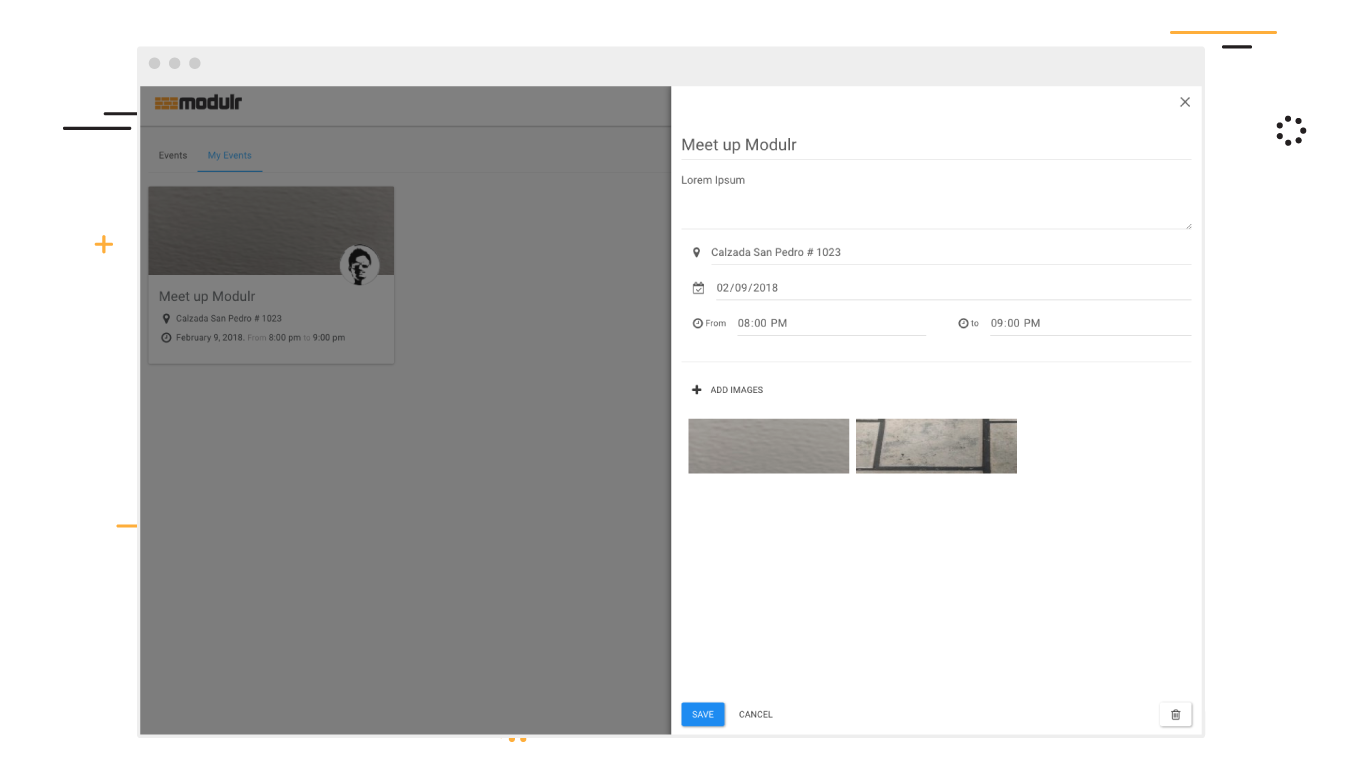 modulr
Events My Events
Meet up Modulr
Calzada San Pedro # 1023
February 9, 2018. From 8:00 pm to 9:00 pm
Meet up Modulr
Lorem Ipsum
Calzada San Pedro # 1023
02/09/2018
From 08:00 PM to 09:00 PM
ADD IMAGES
SAVE CANCEL